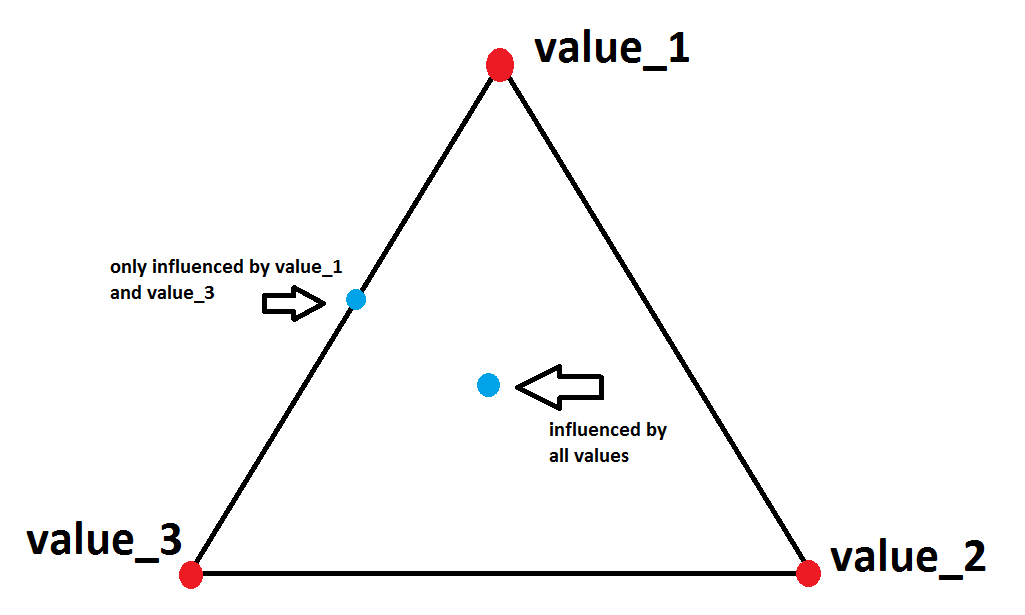 value_1
only influenced by value_1
and value_3
influenced by
all values
value_3
value_2